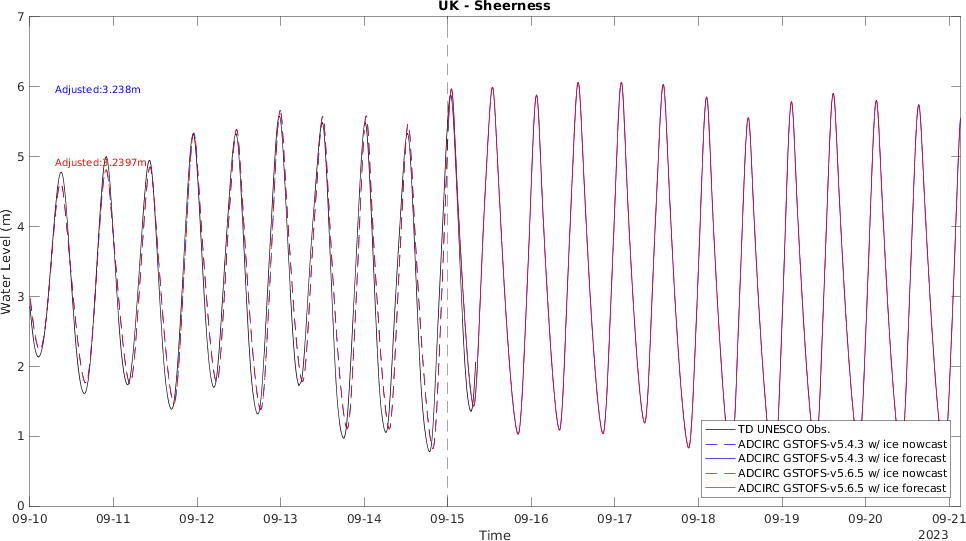 UK - Sheerness
7
6
5
4
3
2
1
0
Water Level (m)
Adjusted:3.238m
Adjusted:3.2397m
TD UNESCO Obs.
ADCIRC GSTOFS-v5.4.3 w/ ice nowcast
ADCIRC GSTOFS-v5.4.3 w/ ice forecast
ADCIRC GSTOFS-v5.6.5 w/ ice nowcast
ADCIRC GSTOFS-v5.6.5 w/ ice forecast
09-10 09-11 09-12 09-13 09-14 09-15 09-16 09-17 09-18 09-19 09-20 09-21
Time
2023